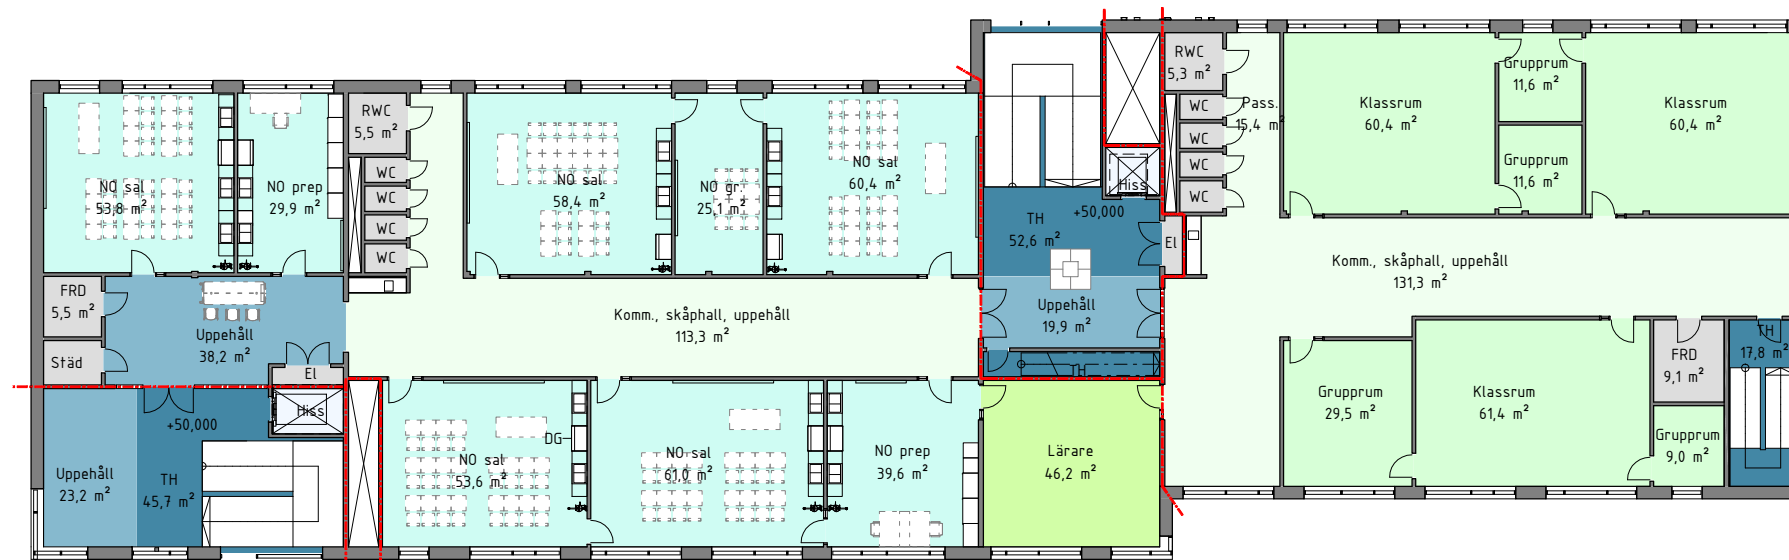 RWC
5,3 m²
WC
WC
WC
WC
Pass.
15,4 m²
Klassrum
60,4 m²
Grupprum
11,6 m²
Grupprum
11,6 m²
Klassrum
60,4 m²
NO sal
53,8 m²
NO prep
29,9 m²
RWC
5,5 m²
WC
WC
WC
WC
NO sal
58,4 m²
NO gr.
25,1 m²
NO sal
60,4 m²
Hiss
TH
52,6 m²
+50,000
El
Komm., skåphall, uppehåll
131,3 m²
FRD
5,5 m²
Städ
Uppehåll
38,2 m²
El
Komm., skåphall, uppehåll
113,3 m²
Uppehåll
19,9 m²
TH
Hiss
+50,000
Uppehåll
23,2 m²
TH
45,7 m²
NO sal
53,6 m²
DG
NO sal
61,0 m²
NO prep
39,6 m²
Lärare
46,2 m²
Grupprum
29,5 m²
Klassrum
61,4 m²
FRD
9,1 m²
Grupprum
9,0 m²
TH
17,8 m²